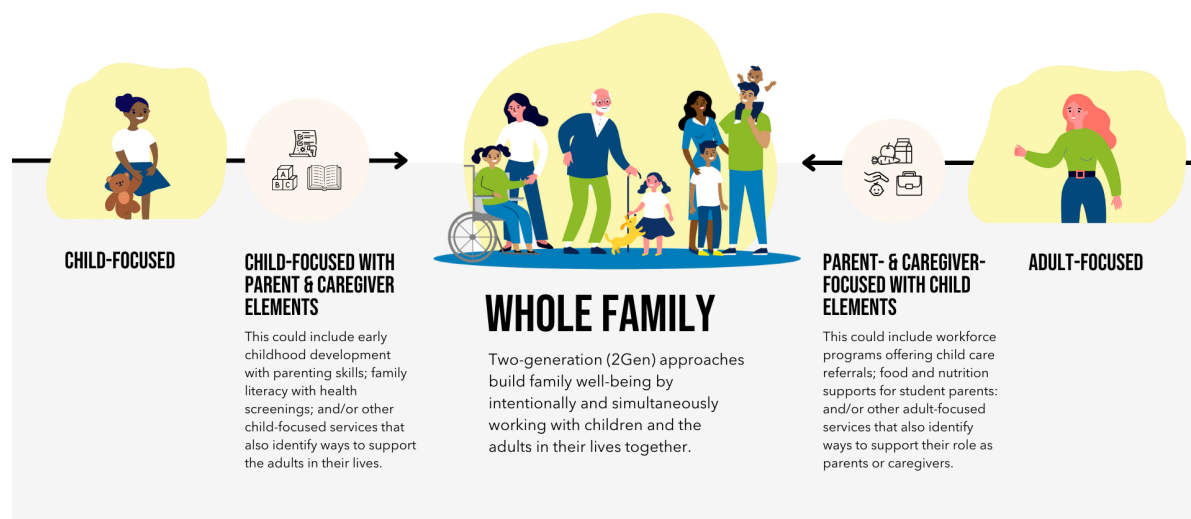 A
B C
CHILD-FOCUSED
CHILD-FOCUSED WITH
PARENT & CAREGIVER
ELEMENTS
This could include early
childhood development
with parenting skills; family
literacy with health
screenings; and/or other
child-focused services that
also identify ways to support
the adults in their lives.
WHOLE FAMILY
Two-generation (2Gen) approaches
build family well-being by
intentionally and simultaneously
working with children and the
adults in their lives together.
PARENT- & CAREGIVER-
FOCUSED WITH CHILD
ELEMENTS
This could include workforce
programs offering child care
referrals; food and nutrition
supports for student parents:
and/or other adult-focused
services that also identify
ways to support their role as
parents or caregivers.
ADULT-FOCUSED